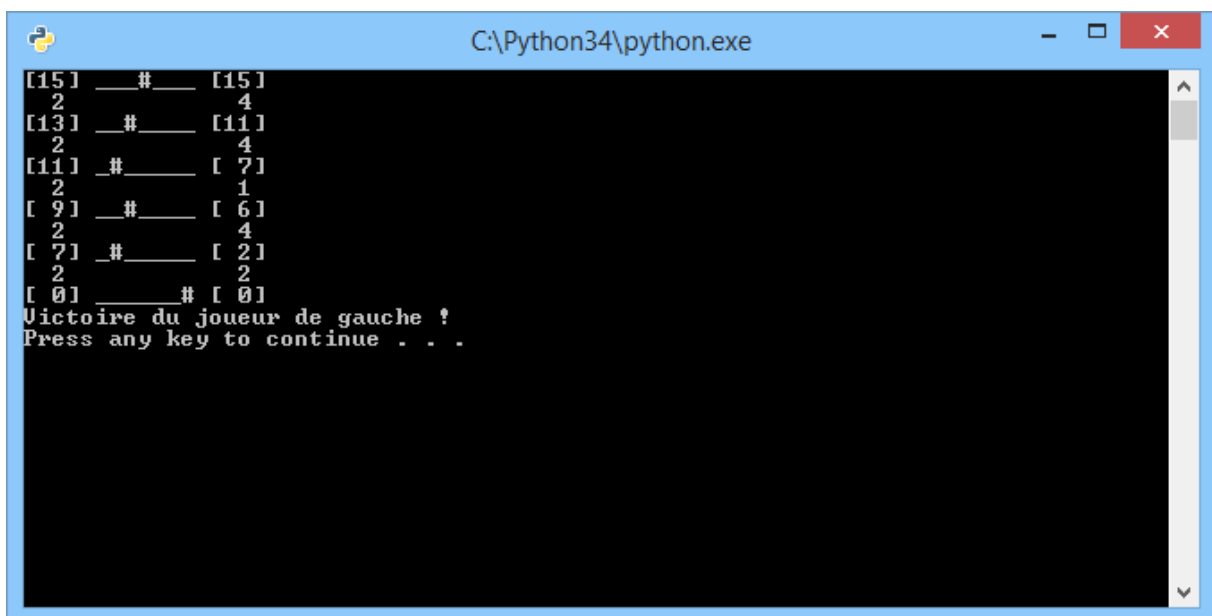 C:\Python34\python.exe
[15] ___#___ [15]
  2           4
[13] __#____ [11]
  2           4
[11] _#_____ [ 7]
  2           1
[ 9] __#____ [ 6]
  2           4
[ 7] _#_____ [ 2]
  2           2
[ 0] ______# [ 0]
Victoire du joueur de gauche !
Press any key to continue . . .